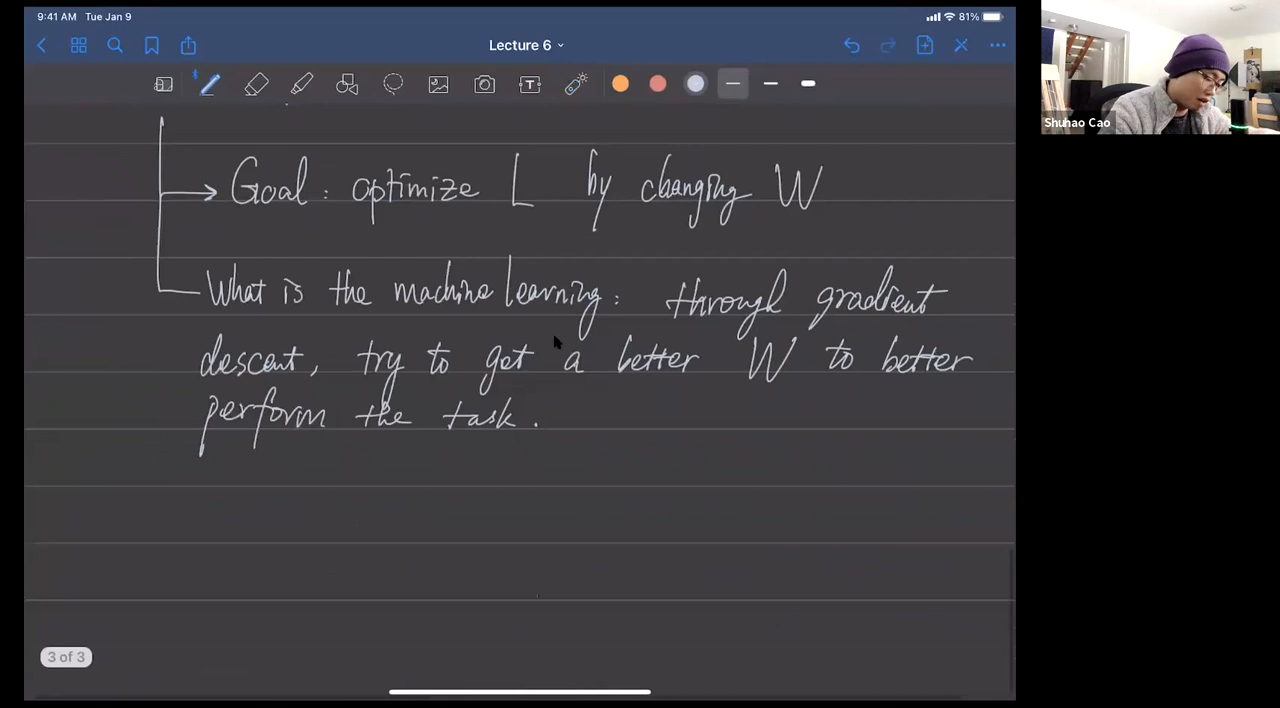 9:41 AM Tue Jan 9
81%
Lecture 6
T
Shuhao Cao
Goal: optimize L by changing W
What is the machine learning: through gradient
descent, try to get a better W to better
perform the task.
3 of 3